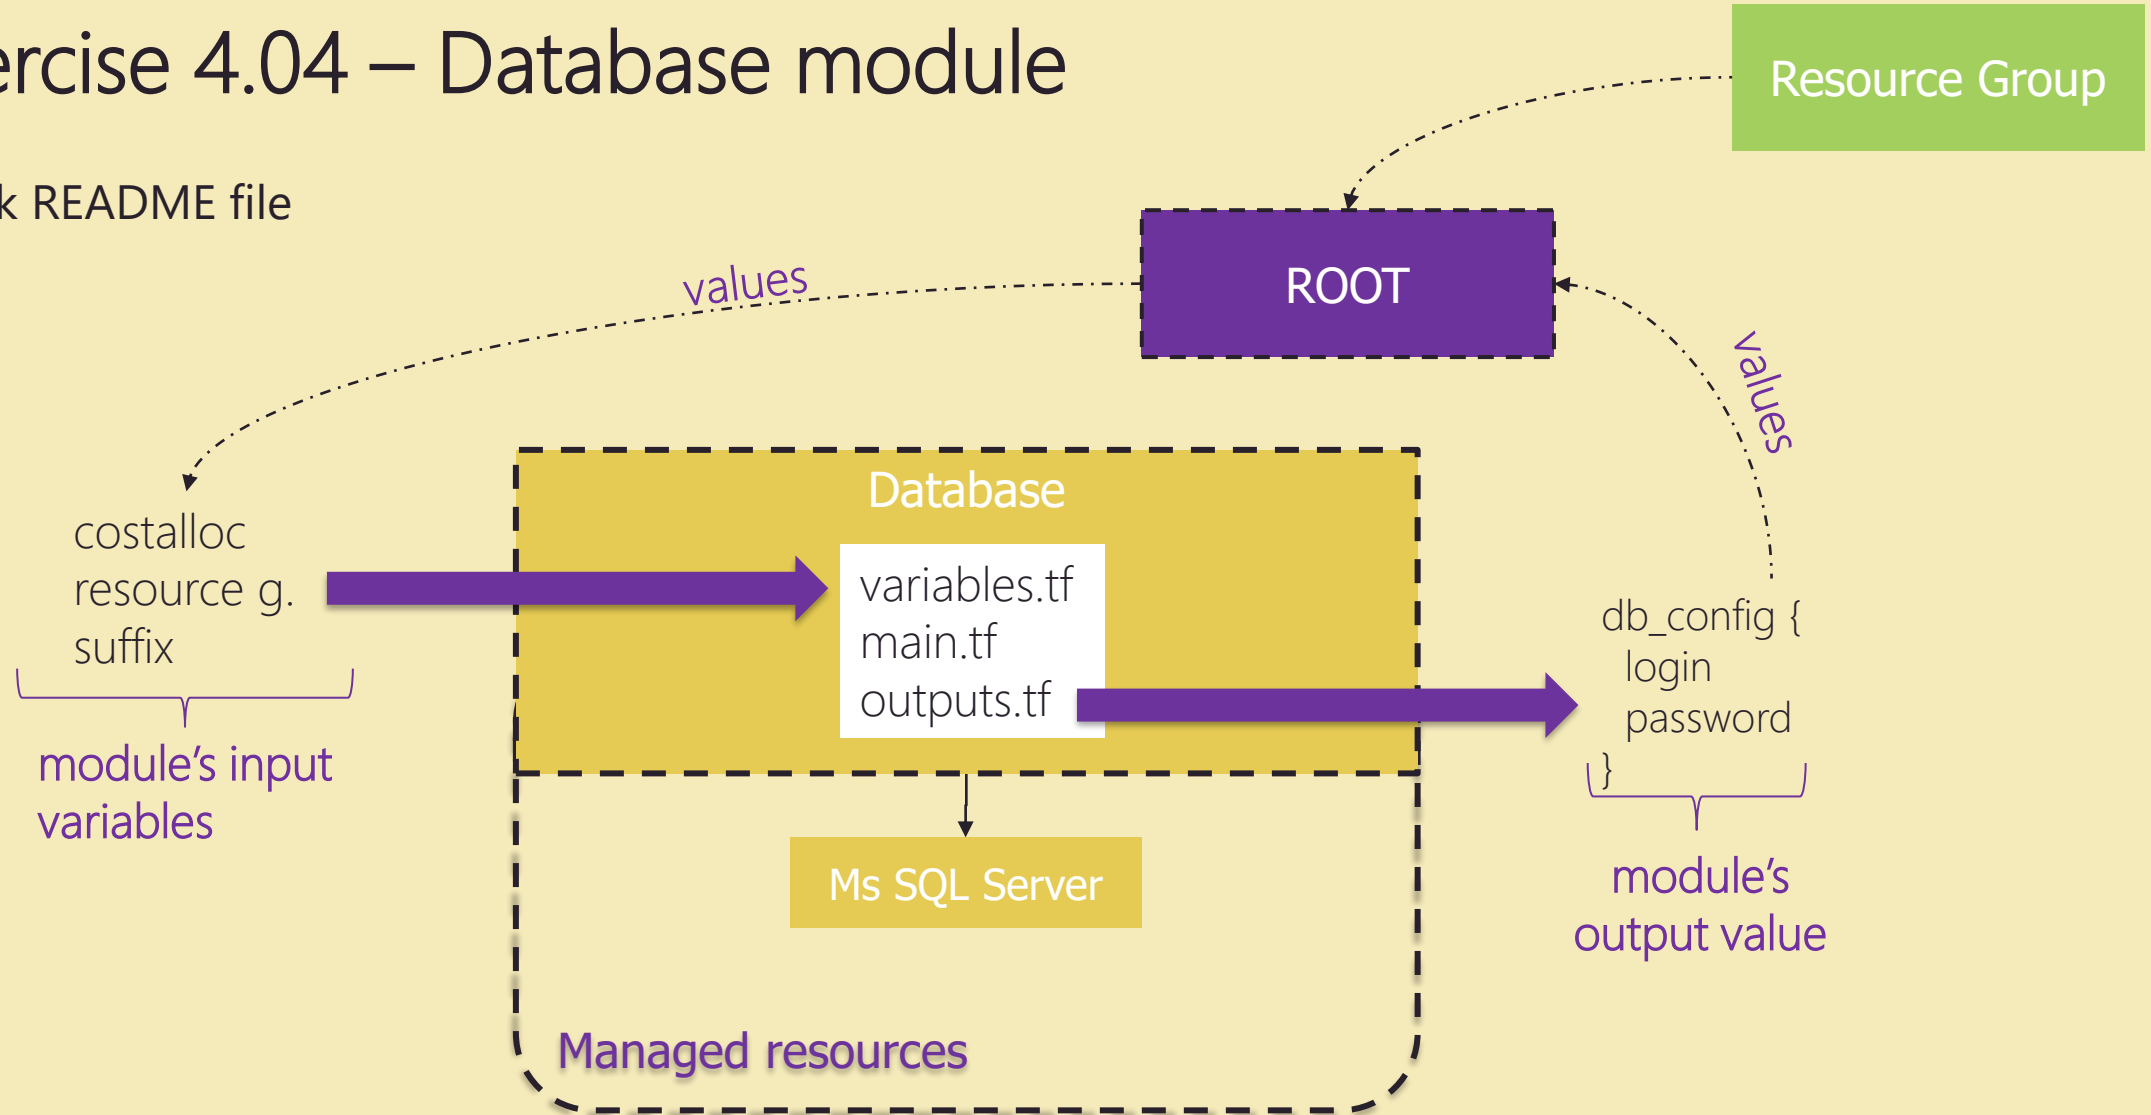 ercise 4.04 – Database module
Resource Group
k README file
ROOT
values
values
Database
costalloc
resource g.
suffix
variables.tf
main.tf
outputs.tf
db_config {
login
password
}
module's input
variables
Ms SQL Server
module's
output value
Managed resources